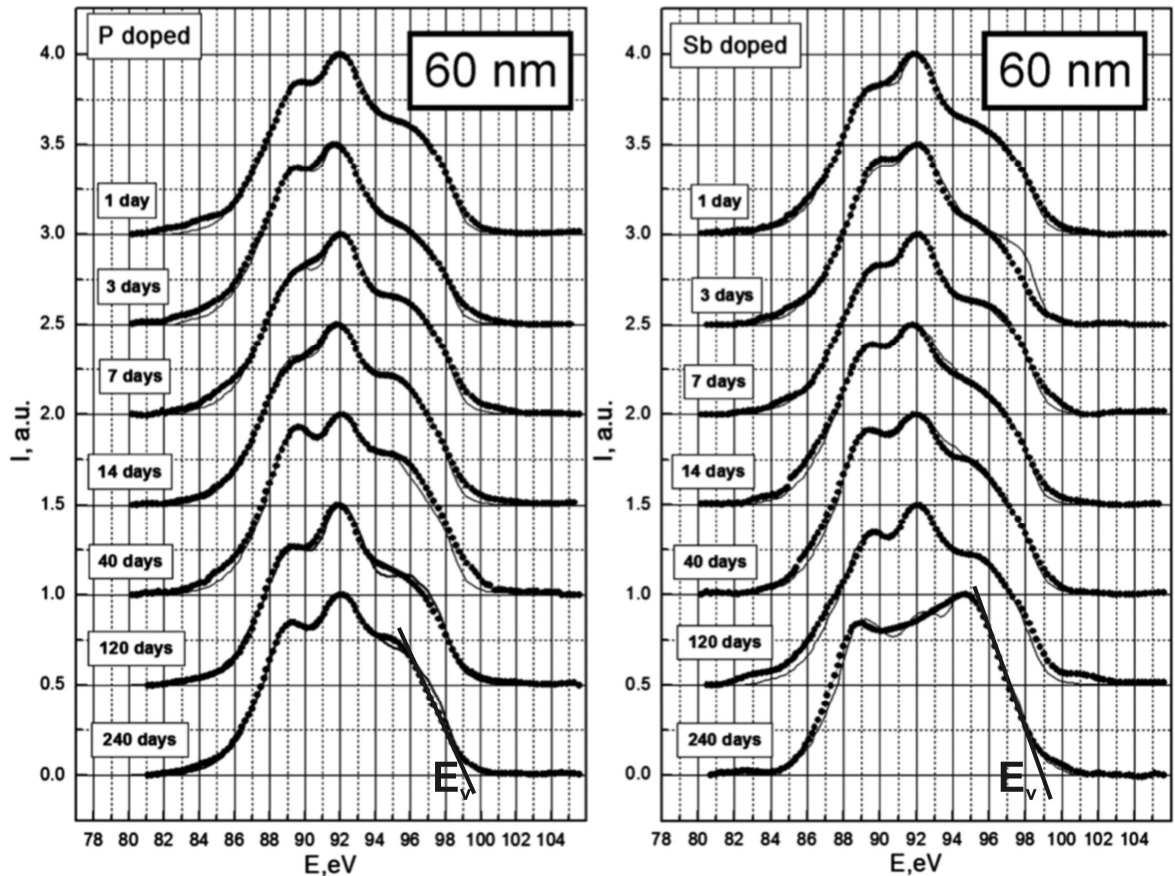 P doped
60 nm
4.0
3.5
1 day
3.0
3 days
2.5
7 days
2.0
14 days
1.5
40 days
1.0
120 days
0.5
240 days
0.0
Ev
I, a.u.
78 80 82 84 86 88 90 92 94 96 98 100 102 104
E,eV
Sb doped
60 nm
4.0
3.5
1 day
3.0
3 days
2.5
7 days
2.0
14 days
1.5
40 days
1.0
120 days
0.5
240 days
0.0
Ev
I, a.u.
78 80 82 84 86 88 90 92 94 96 98 100 102 104
E,eV